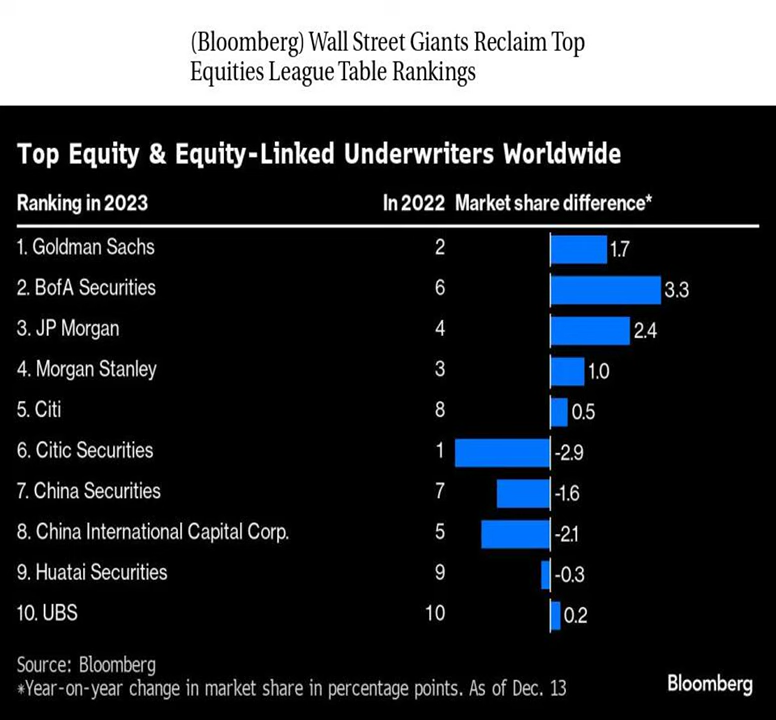 (Bloomberg) Wall Street Giants Reclaim Top
Equities League Table Rankings
Top Equity & Equity-Linked Underwriters Worldwide
Ranking in 2023 In 2022 Market share difference*
1. Goldman Sachs 2 1.7
2. BofA Securities 6 3.3
3. JP Morgan 4 2.4
4. Morgan Stanley 3 1.0
5. Citi 8 0.5
6. Citic Securities 1 -2.9
7. China Securities 7 -1.6
8. China International Capital Corp. 5 -2.1
9. Huatai Securities 9 -0.3
10. UBS 10 0.2
Source: Bloomberg
*Year-on-year change in market share in percentage points. As of Dec. 13
Bloomberg